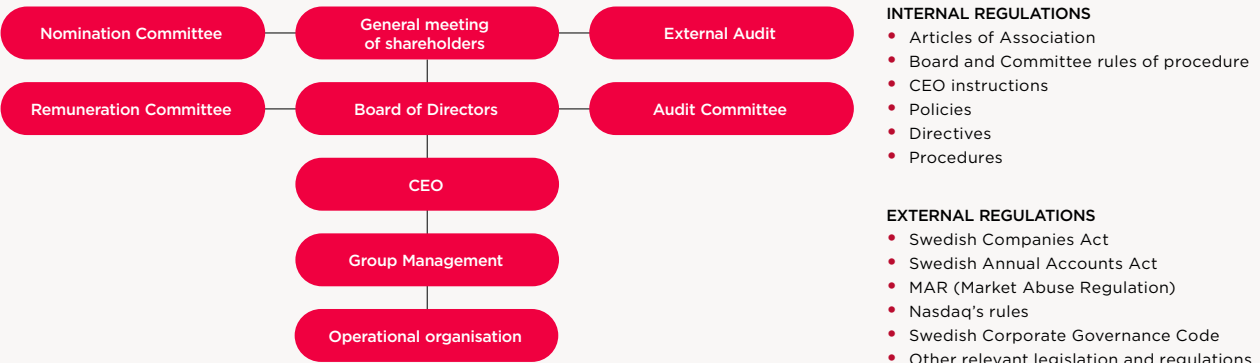 Nomination Committee
General meeting
of shareholders
External Audit
Remuneration Committee
Board of Directors
Audit Committee
CEO
Group Management
Operational organisation
INTERNAL REGULATIONS
• Articles of Association
• Board and Committee rules of procedure
• CEO instructions
• Policies
• Directives
• Procedures
EXTERNAL REGULATIONS
• Swedish Companies Act
• Swedish Annual Accounts Act
• MAR (Market Abuse Regulation)
• Nasdaq's rules
• Swedish Corporate Governance Code
• Other relevant legislation and regulations